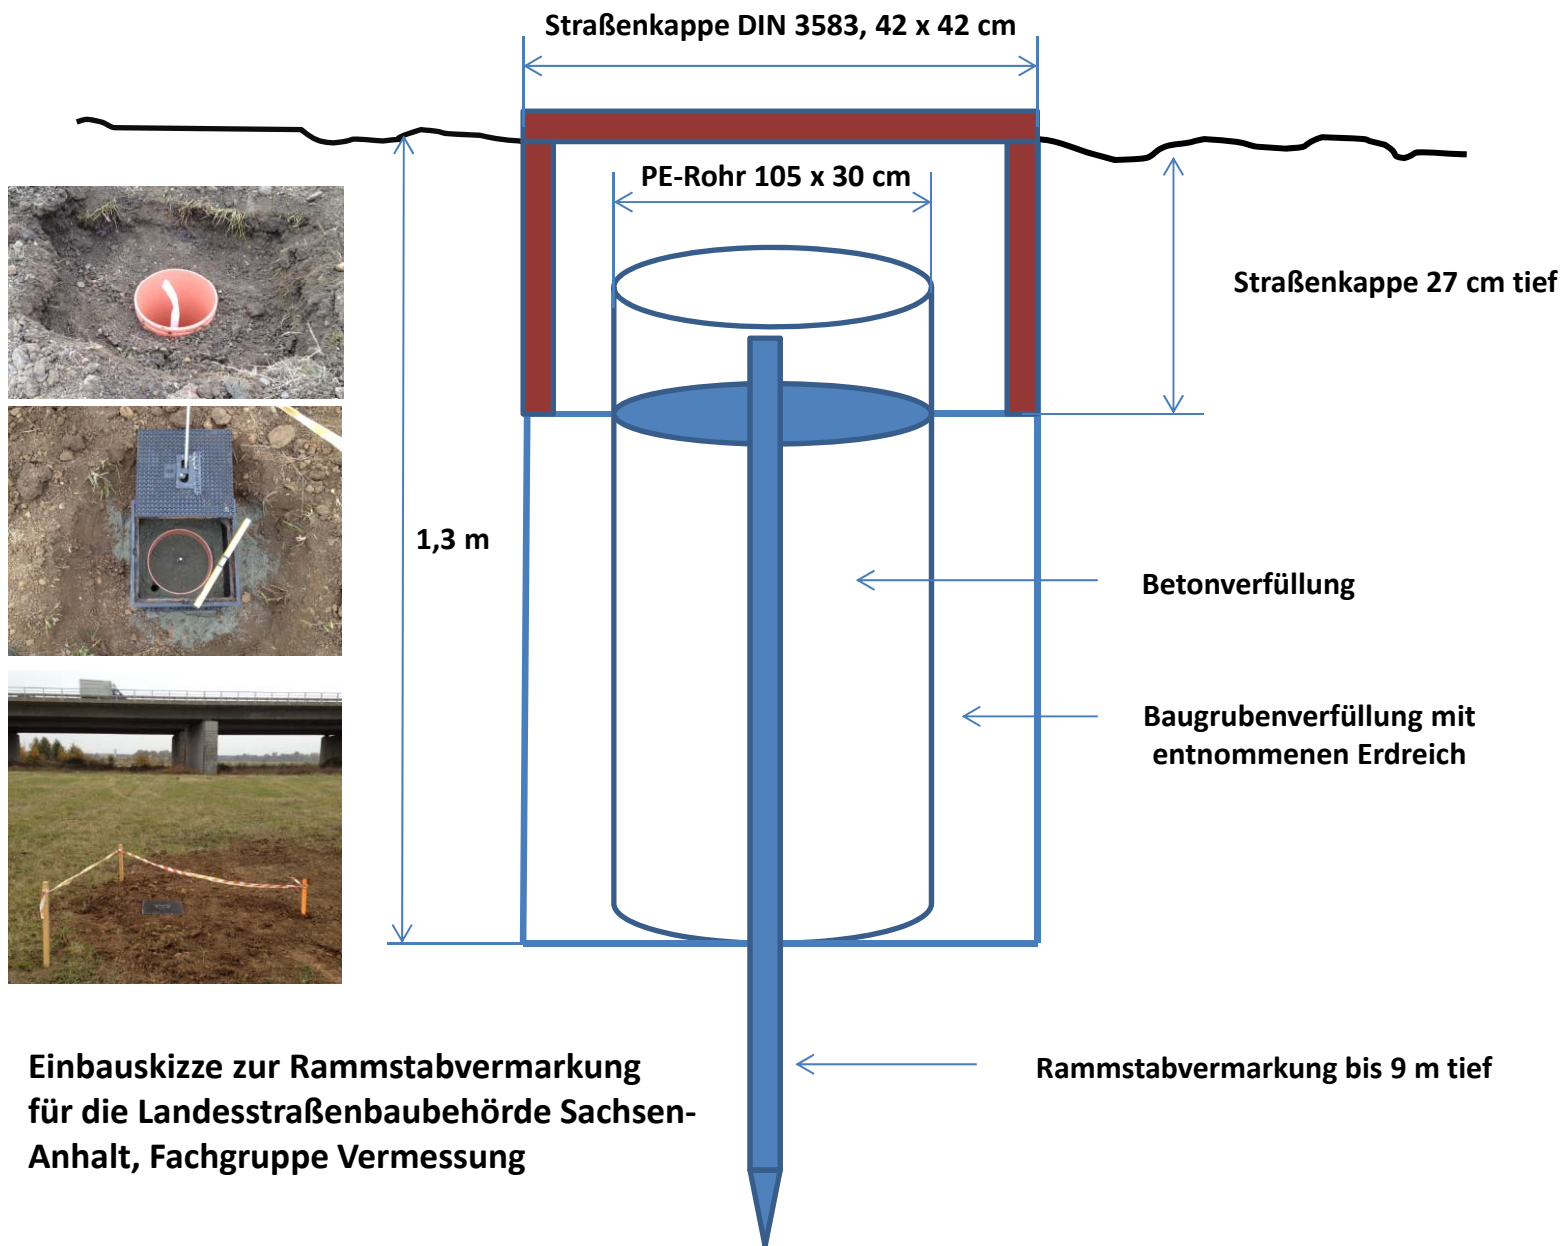 Straßenkappe DIN 3583, 42 x 42 cm
PE-Rohr 105 x 30 cm
Straßenkappe 27 cm tief
1,3 m
Betonverfüllung
Baugrubenverfüllung mit
entnommenen Erdreich
Rammstabvermarkung bis 9 m tief
Einbauskizze zur Rammstabvermarkung
für die Landesstraßenbaubehörde Sachsen-
Anhalt, Fachgruppe Vermessung